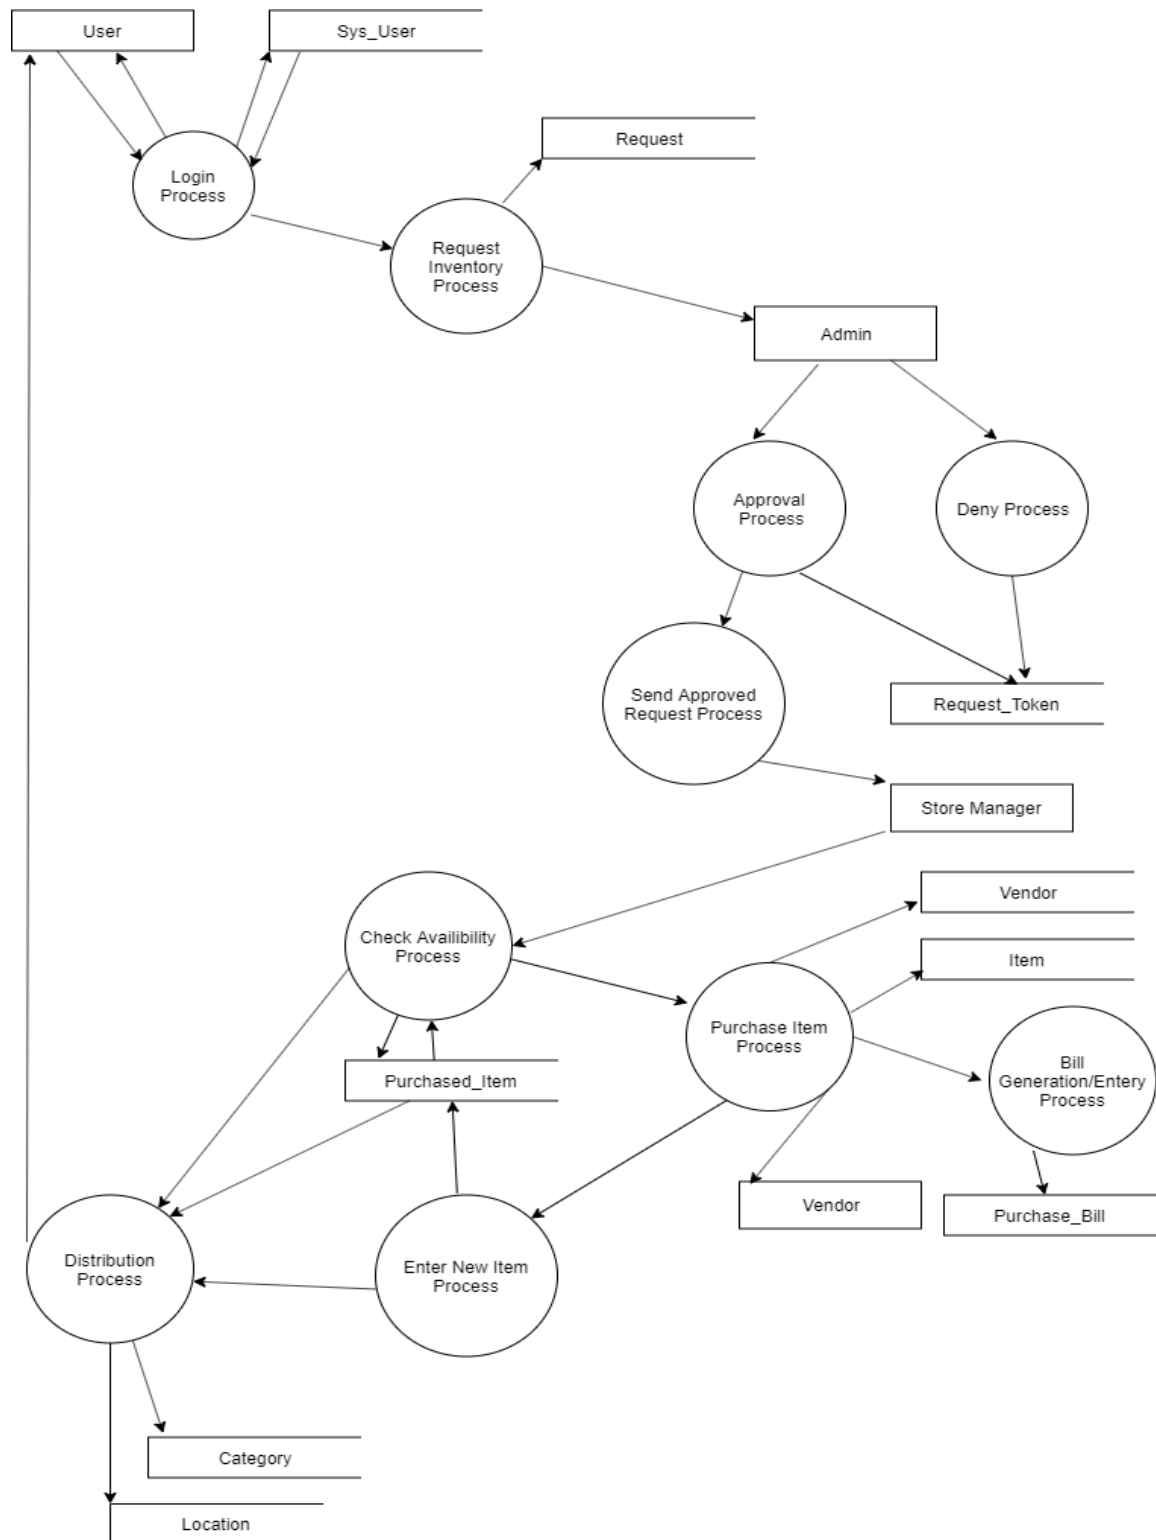 User
Sys_User
Request
Login
Process
Request
Inventory
Process
Admin
Approval
Process
Deny Process
Send Approved
Request Process
Request_Token
Store Manager
Vendor
Check Availibility
Process
Item
Purchase Item
Process
Bill
Generation/Entery
Process
Purchased_Item
Vendor
Purchase_Bill
Distribution
Process
Enter New Item
Process
Category
Location